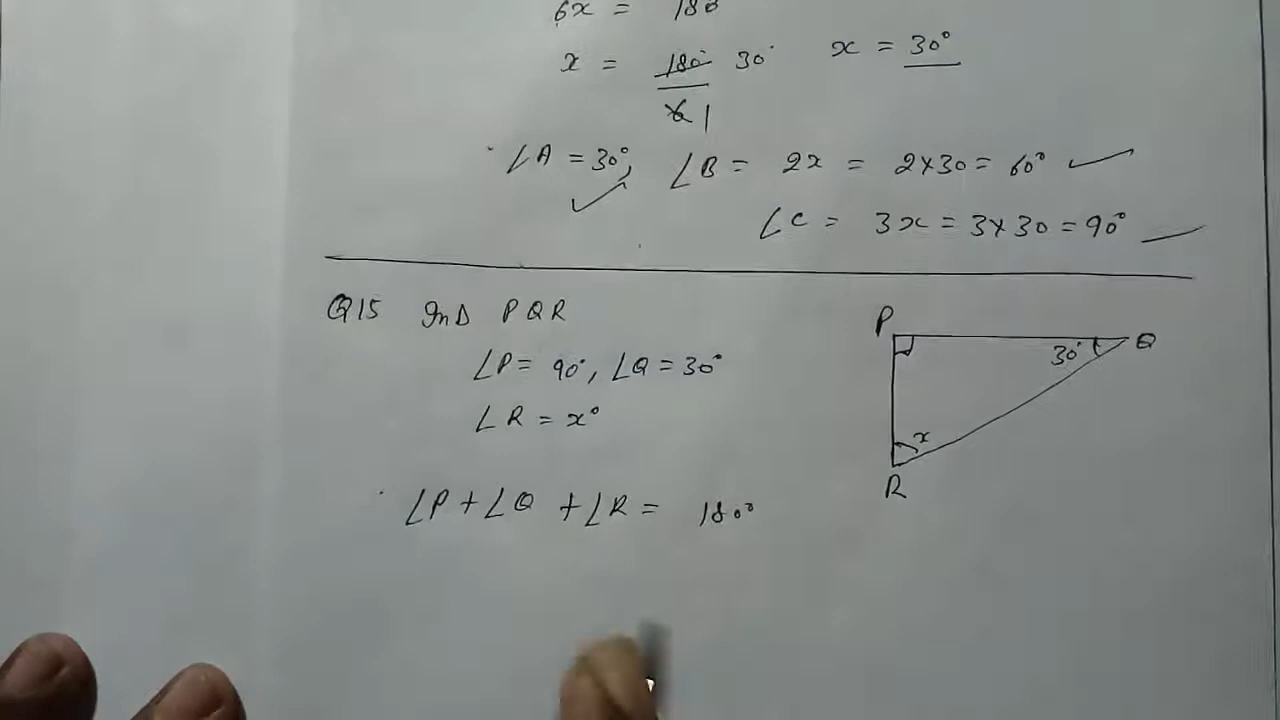 6x = 180
x = 180°/6 30° 1 x = 30°
∠A = 30°, ∠B = 2x = 2×30 = 60° ✓
✓
∠C = 3x = 3×30 = 90°
Q15 In Δ PQR
∠P = 90°, ∠Q = 30°
∠R = x°
∠P + ∠Q + ∠R = 180°
P
Q
30°
x
R